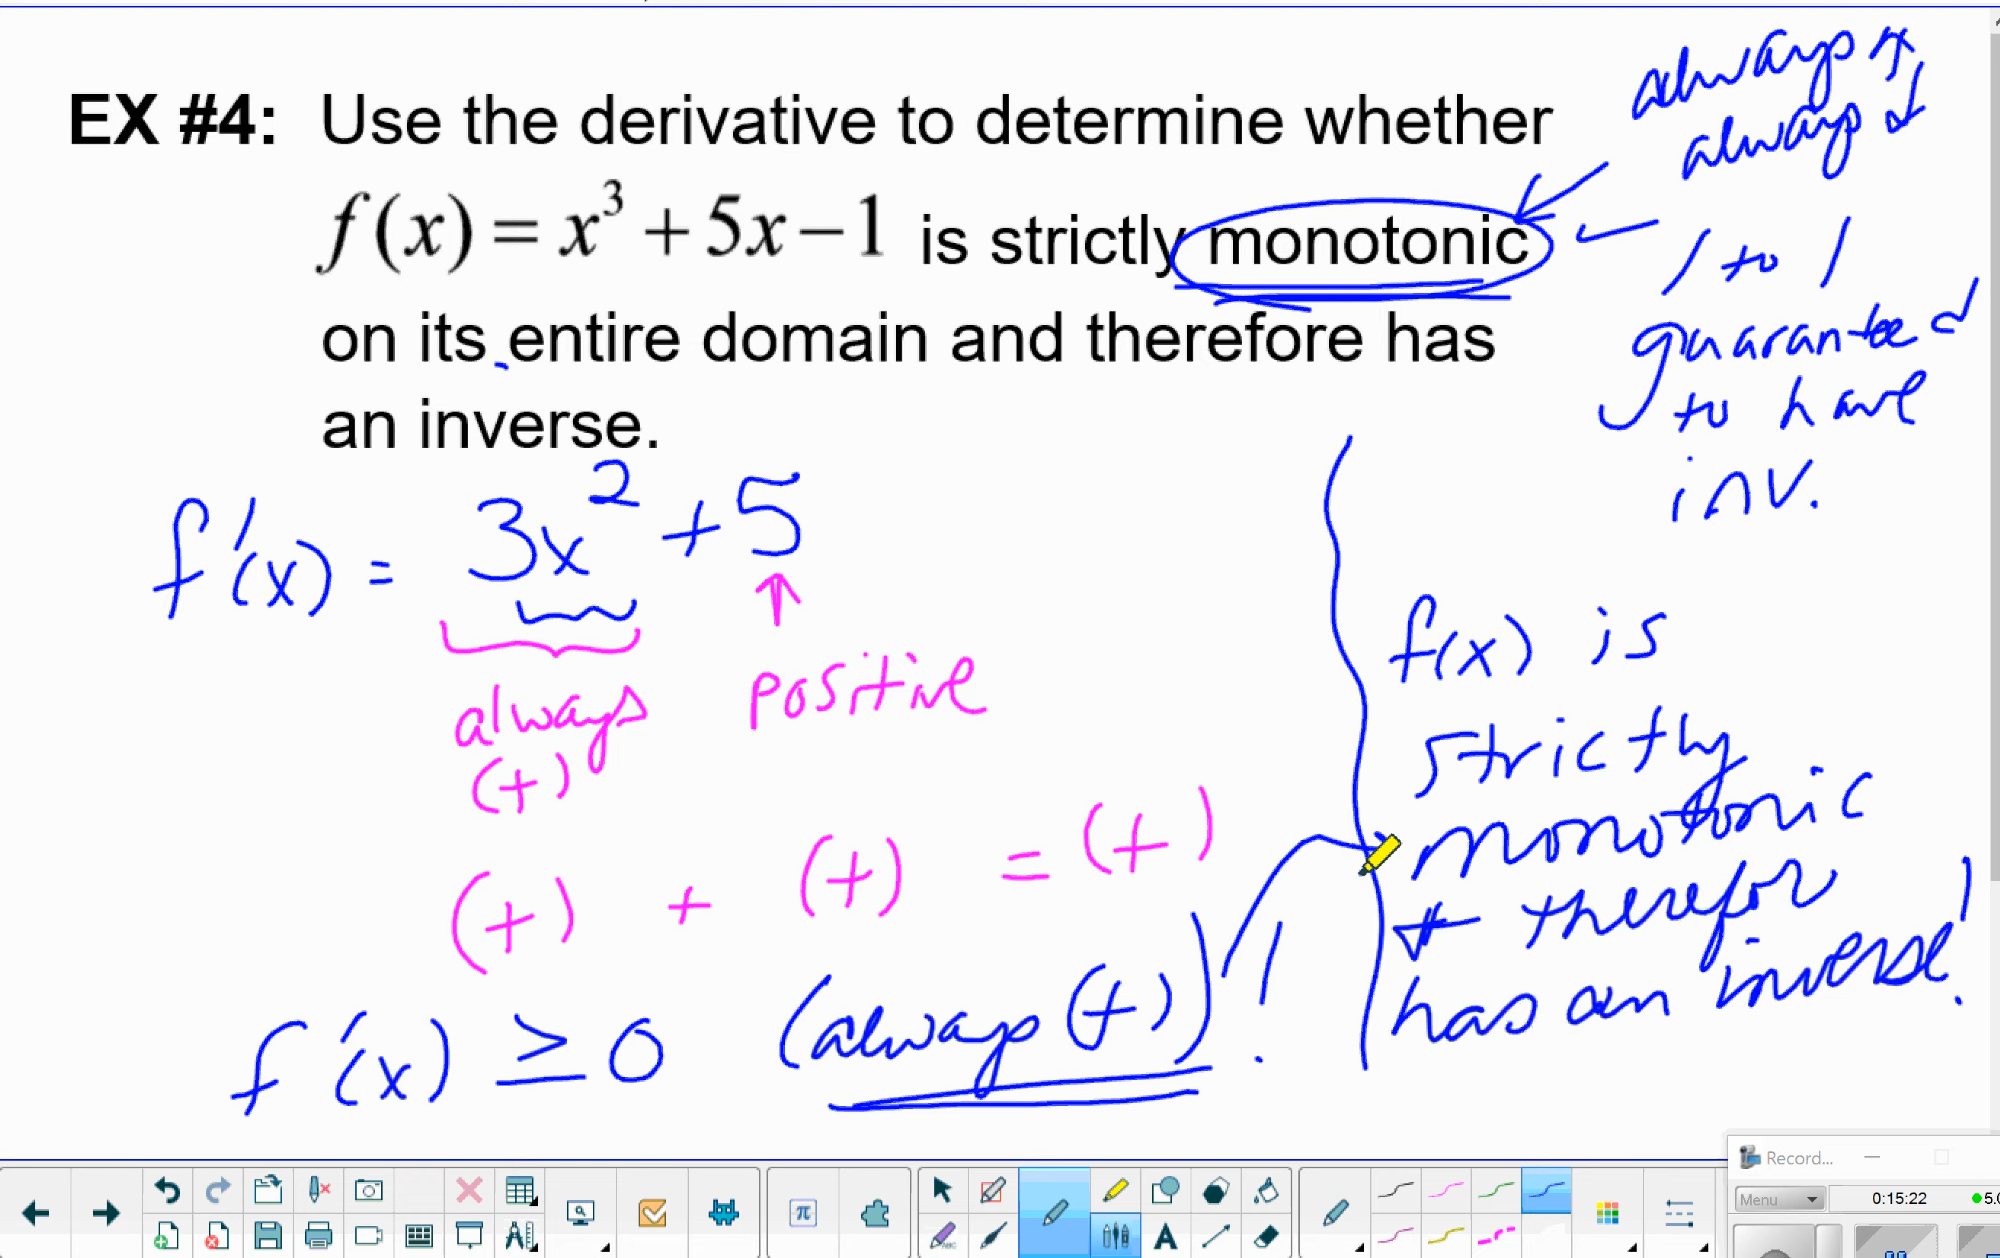 EX #4: Use the derivative to determine whether
f(x) = x³ + 5x − 1 is strictly monotonic
on its entire domain and therefore has
an inverse.
always ↑
always ↓
1 to 1
guaranteed
to have
inv.
f'(x) = 3x² + 5
always
(+)
positive
(+) + (+) = (+)
f'(x) ≥ 0 (always (+))!
f(x) is
strictly
monotonic
+ therefor
has an inverse!
Record...
Menu
0:15:22
5.0
π
A